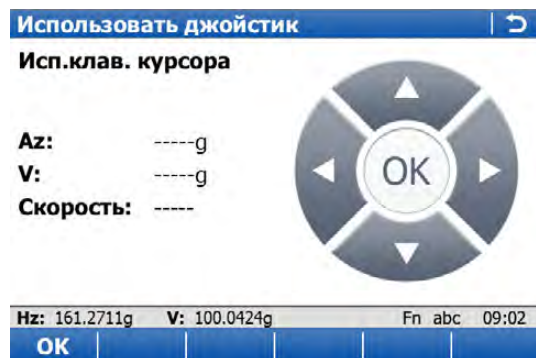 Использовать джойстик
Исп.клав. курсора
Az: -----g
V: -----g
Скорость: -----
OK
Hz: 161.2711g V: 100.0424g Fn abc 09:02
OK